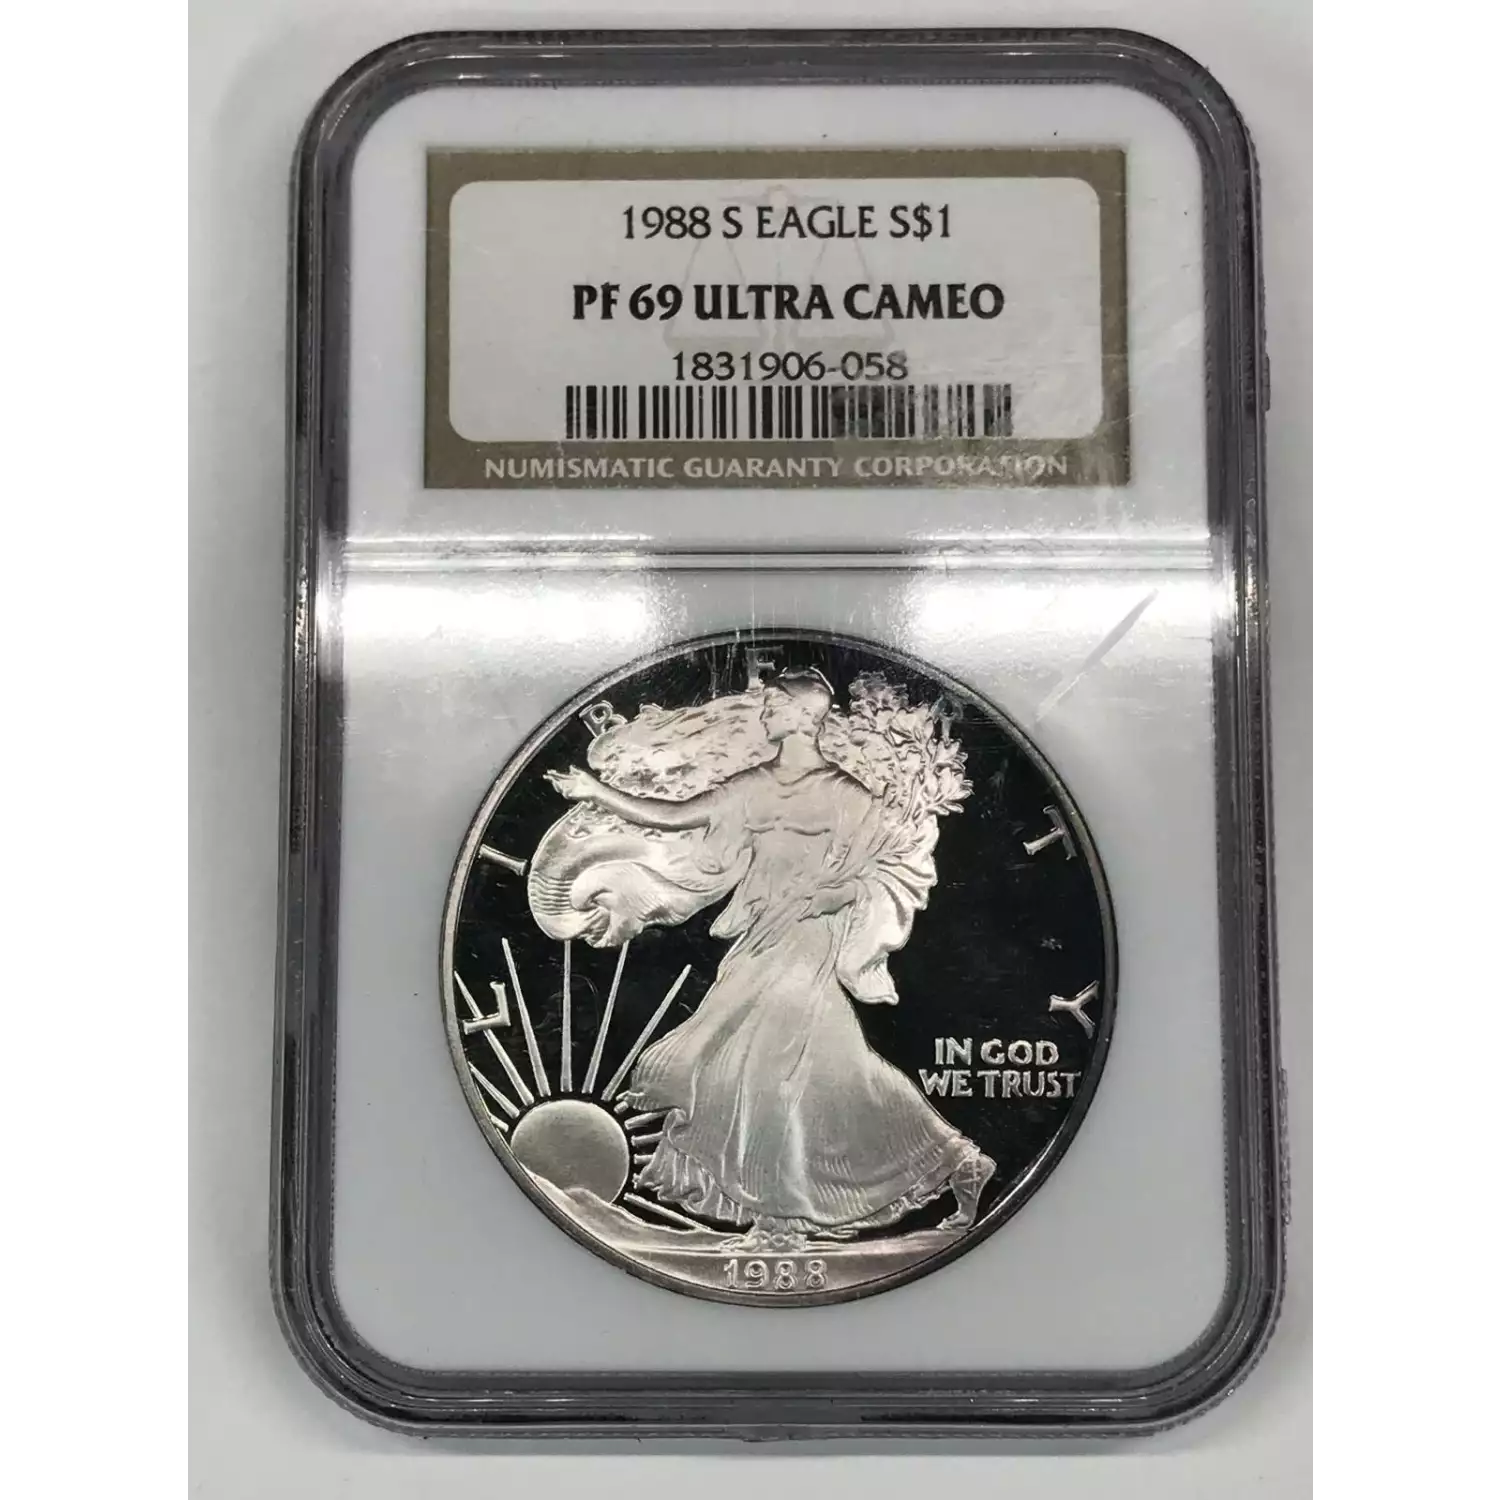 1988 S EAGLE S$1
PF 69 ULTRA CAMEO
1831906-058
NUMISMATIC GUARANTY CORPORATION
LIBERTY
IN GOD
WE TRUST
1988